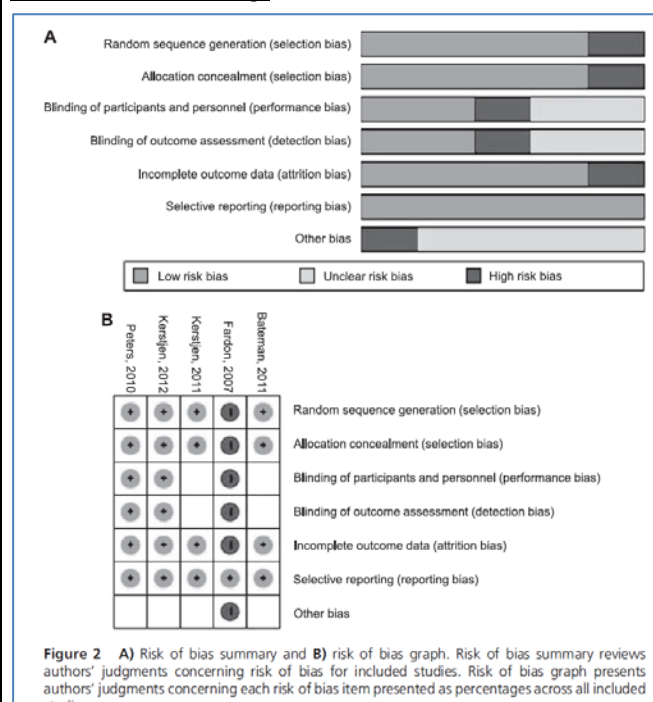 A
Random sequence generation (selection bias)
Allocation concealment (selection bias)
Blinding of participants and personnel (performance bias)
Blinding of outcome assessment (detection bias)
Incomplete outcome data (attrition bias)
Selective reporting (reporting bias)
Other bias
Low risk bias
Unclear risk bias
High risk bias
B
Peters, 2010
Kerstjen, 2012
Kerstjen, 2011
Fardon, 2007
Bateman, 2011
+ + + – + Random sequence generation (selection bias)
+ + + – + Allocation concealment (selection bias)
+ + – Blinding of participants and personnel (performance bias)
+ + – Blinding of outcome assessment (detection bias)
+ + + – + Incomplete outcome data (attrition bias)
+ + + + + Selective reporting (reporting bias)
– Other bias
Figure 2 A) Risk of bias summary and B) risk of bias graph. Risk of bias summary reviews
authors' judgments concerning risk of bias for included studies. Risk of bias graph presents
authors' judgments concerning each risk of bias item presented as percentages across all included